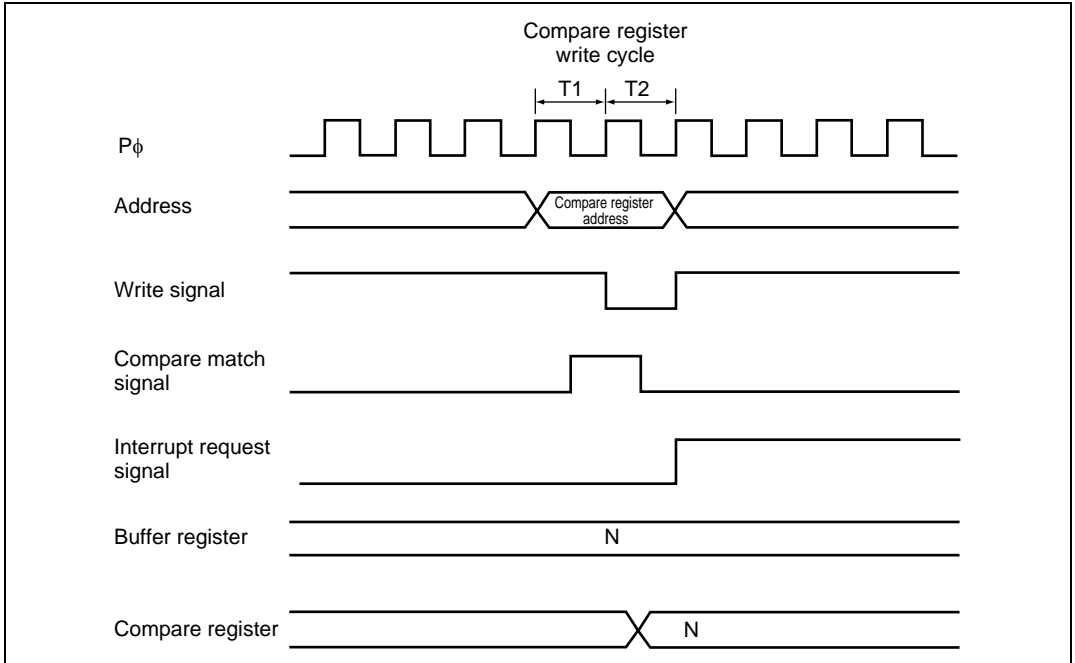 Compare register
write cycle
T1 T2
Pϕ
Address
Compare register
address
Write signal
Compare match
signal
Interrupt request
signal
Buffer register
N
Compare register
N